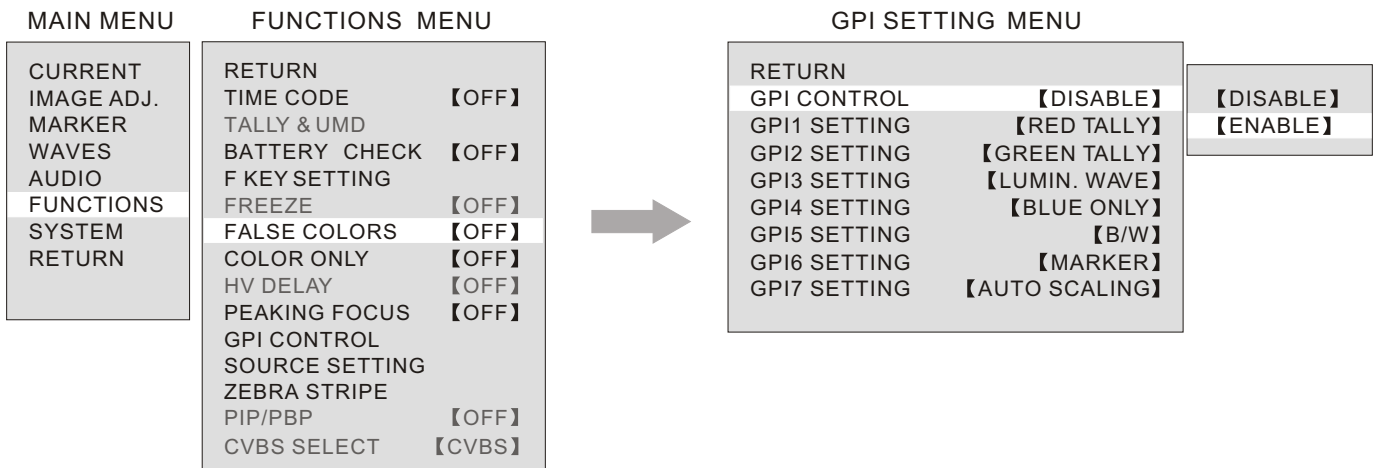 MAIN MENU
CURRENT
IMAGE ADJ.
MARKER
WAVES
AUDIO
FUNCTIONS
SYSTEM
RETURN
FUNCTIONS MENU
RETURN
TIME CODE 【OFF】
TALLY & UMD
BATTERY CHECK 【OFF】
F KEY SETTING
FREEZE 【OFF】
FALSE COLORS 【OFF】
COLOR ONLY 【OFF】
HV DELAY 【OFF】
PEAKING FOCUS 【OFF】
GPI CONTROL
SOURCE SETTING
ZEBRA STRIPE
PIP/PBP 【OFF】
CVBS SELECT 【CVBS】
GPI SETTING MENU
RETURN
GPI CONTROL 【DISABLE】
GPI1 SETTING 【RED TALLY】
GPI2 SETTING 【GREEN TALLY】
GPI3 SETTING 【LUMIN. WAVE】
GPI4 SETTING 【BLUE ONLY】
GPI5 SETTING 【B/W】
GPI6 SETTING 【MARKER】
GPI7 SETTING 【AUTO SCALING】
【DISABLE】
【ENABLE】